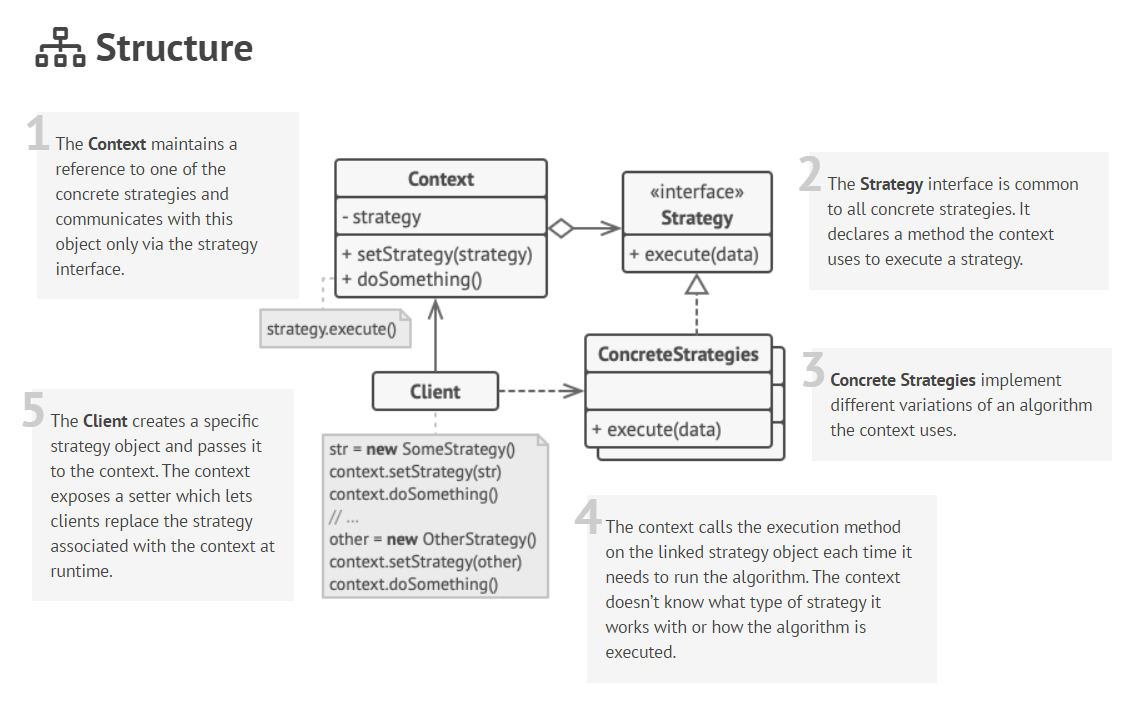 Structure
1
The Context maintains a
reference to one of the
concrete strategies and
communicates with this
object only via the strategy
interface.
Context
- strategy
+ setStrategy(strategy)
+ doSomething()
strategy.execute()
«interface»
Strategy
+ execute(data)
2
The Strategy interface is common
to all concrete strategies. It
declares a method the context
uses to execute a strategy.
ConcreteStrategies
+ execute(data)
3
Concrete Strategies implement
different variations of an algorithm
the context uses.
Client
str = new SomeStrategy()
context.setStrategy(str)
context.doSomething()
// ...
other = new OtherStrategy()
context.setStrategy(other)
context.doSomething()
4
The context calls the execution method
on the linked strategy object each time it
needs to run the algorithm. The context
doesn’t know what type of strategy it
works with or how the algorithm is
executed.
5
The Client creates a specific
strategy object and passes it
to the context. The context
exposes a setter which lets
clients replace the strategy
associated with the context at
runtime.